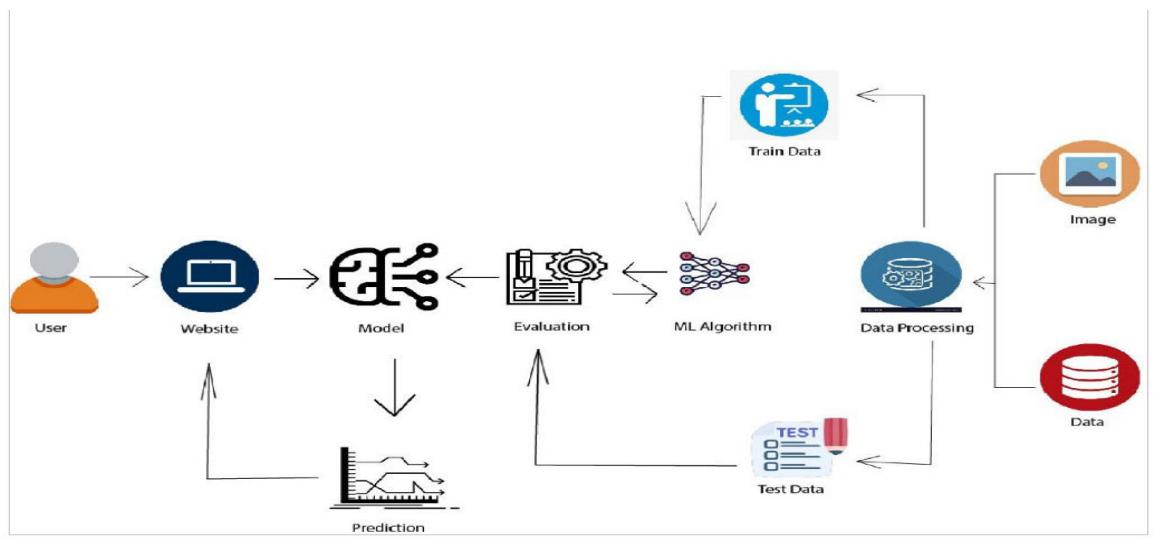 Train Data
Image
User
Website
Model
Evaluation
ML Algorithm
Data Processing
Data
TEST
Test Data
Prediction